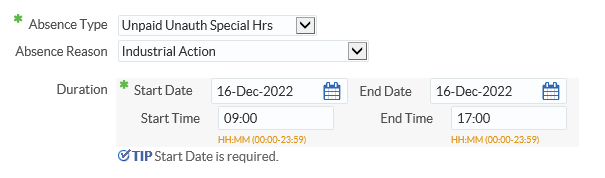 * Absence Type Unpaid Unauth Special Hrs
Absence Reason Industrial Action
Duration * Start Date 16-Dec-2022 End Date 16-Dec-2022
Start Time 09:00 End Time 17:00
HH:MM (00:00-23:59) HH:MM (00:00-23:59)
TIP Start Date is required.